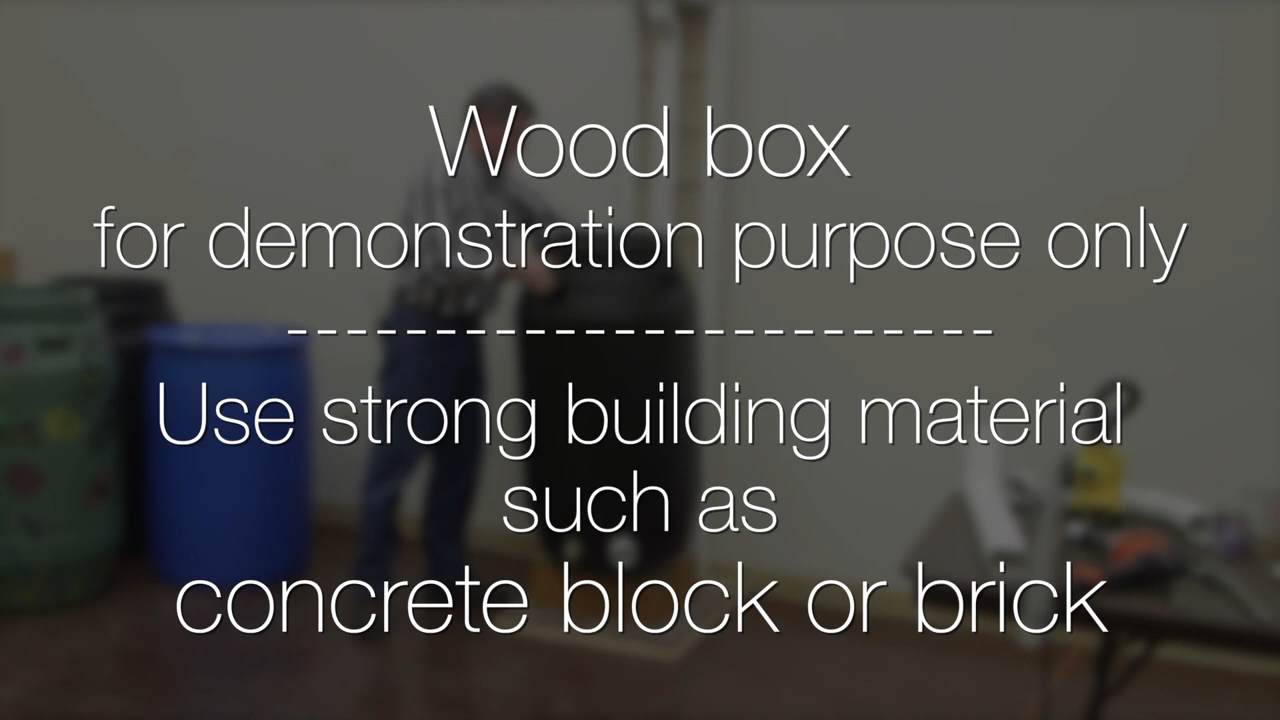 Wood box
for demonstration purpose only
------------------------
Use strong building material
such as
concrete block or brick